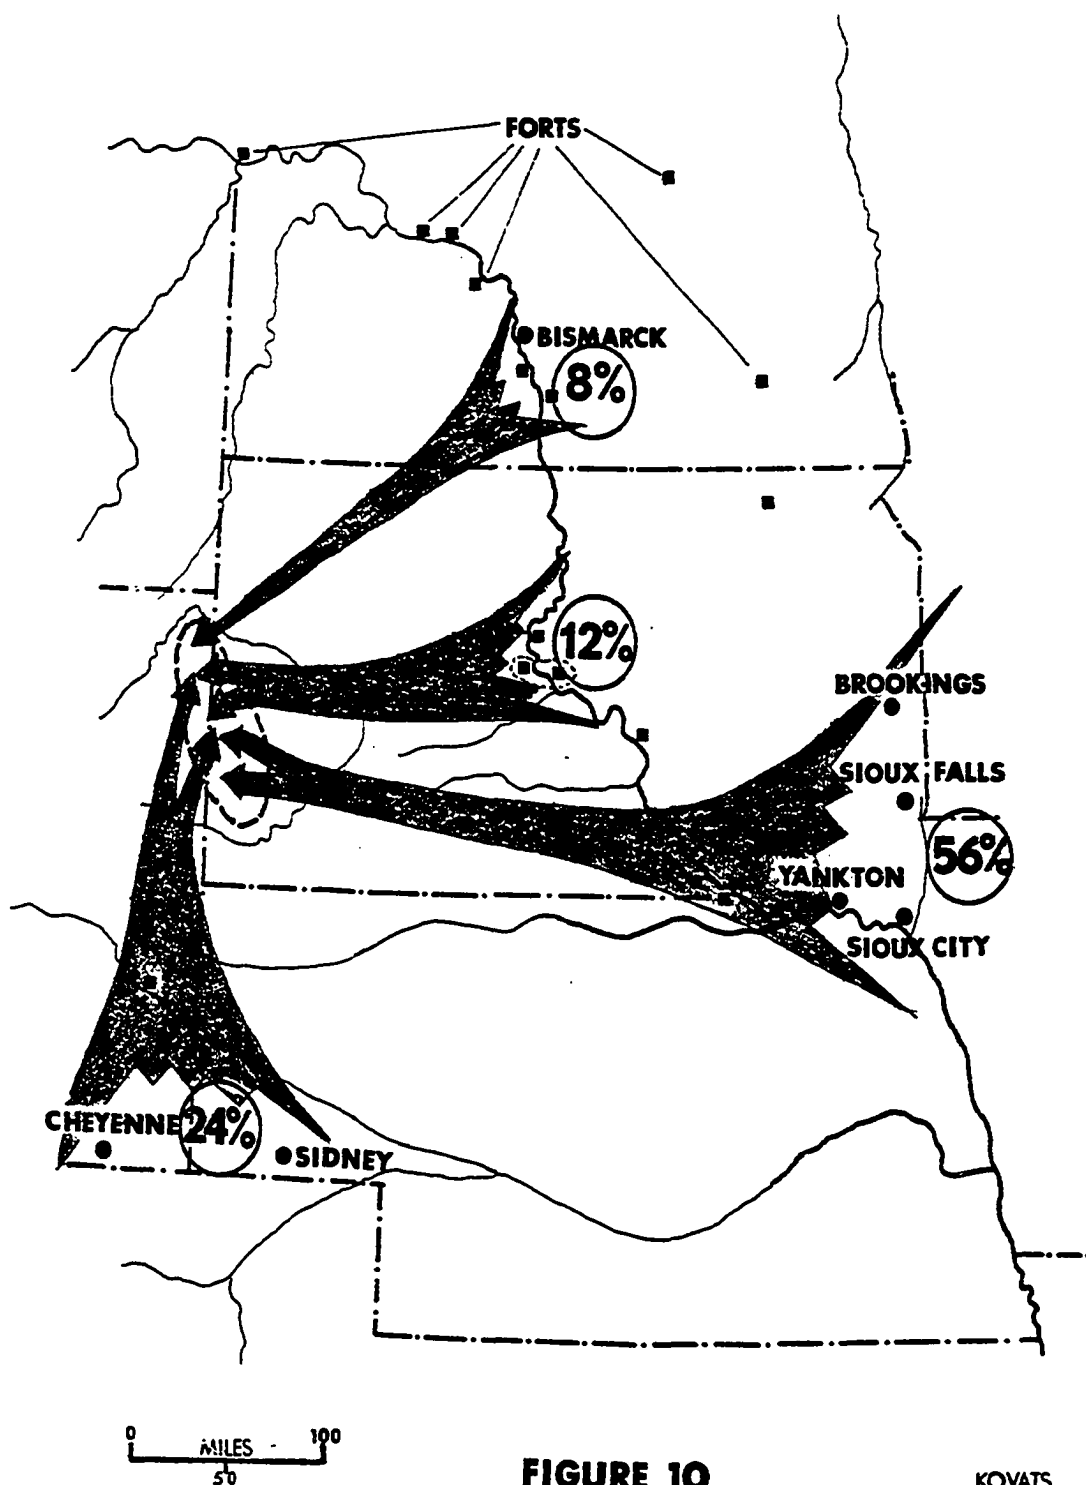 FORTS
BISMARCK
8%
12%
BROOKINGS
SIOUX FALLS
56%
YANKTON
SIOUX CITY
CHEYENNE
24%
SIDNEY
0 100
MILES
50
FIGURE 10
KOVATS